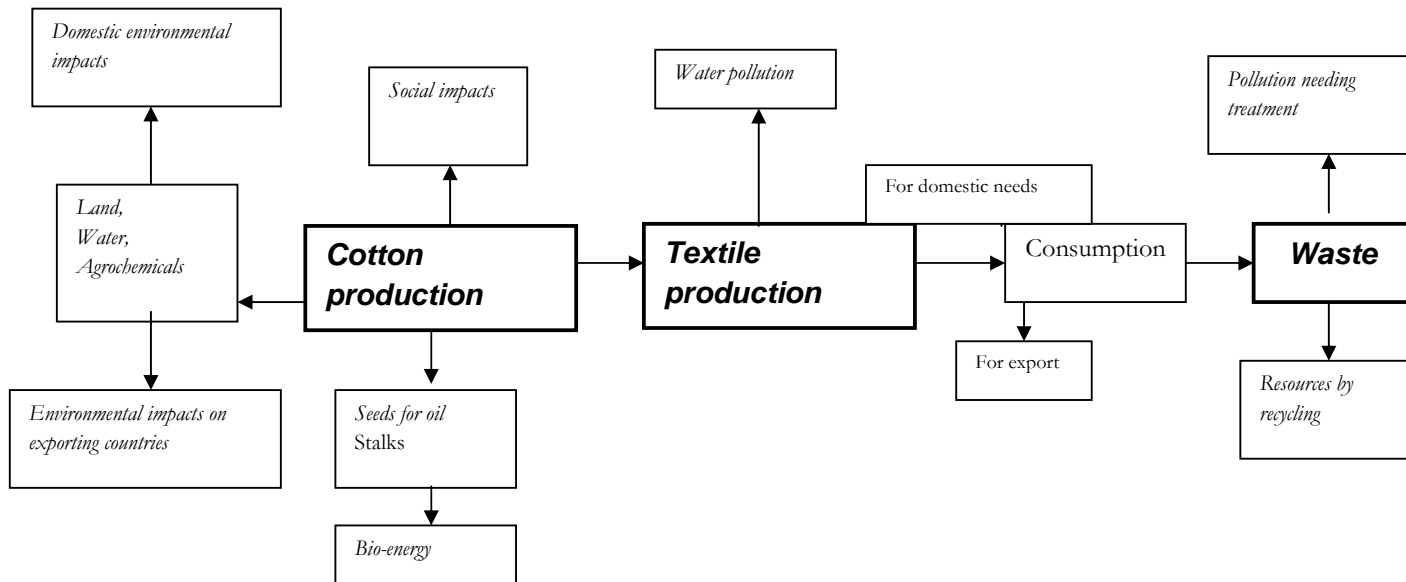 Domestic environmental
impacts
Social impacts
Water pollution
Pollution needing
treatment
Land,
Water,
Agrochemicals
For domestic needs
Cotton
production
Textile
production
Consumption
Waste
For export
Environmental impacts on
exporting countries
Seeds for oil
Stalks
Resources by
recycling
Bio-energy